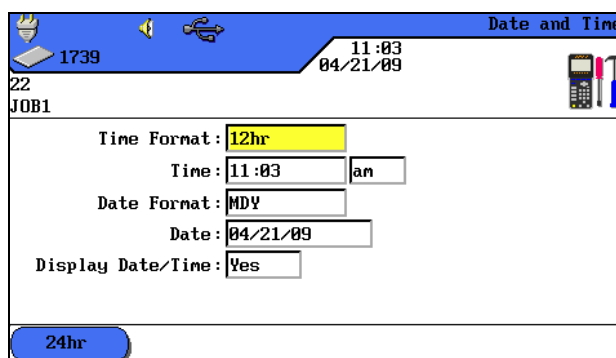 Date and Time
1739
11:03
04/21/09
22
JOB1
Time Format: 12hr
Time: 11:03 am
Date Format: MDY
Date: 04/21/09
Display Date/Time: Yes
24hr